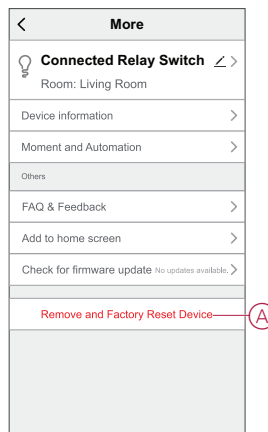 More
Connected Relay Switch
Room: Living Room
Device information
Moment and Automation
Others
FAQ & Feedback
Add to home screen
Check for firmware update No updates available.
Remove and Factory Reset Device
A